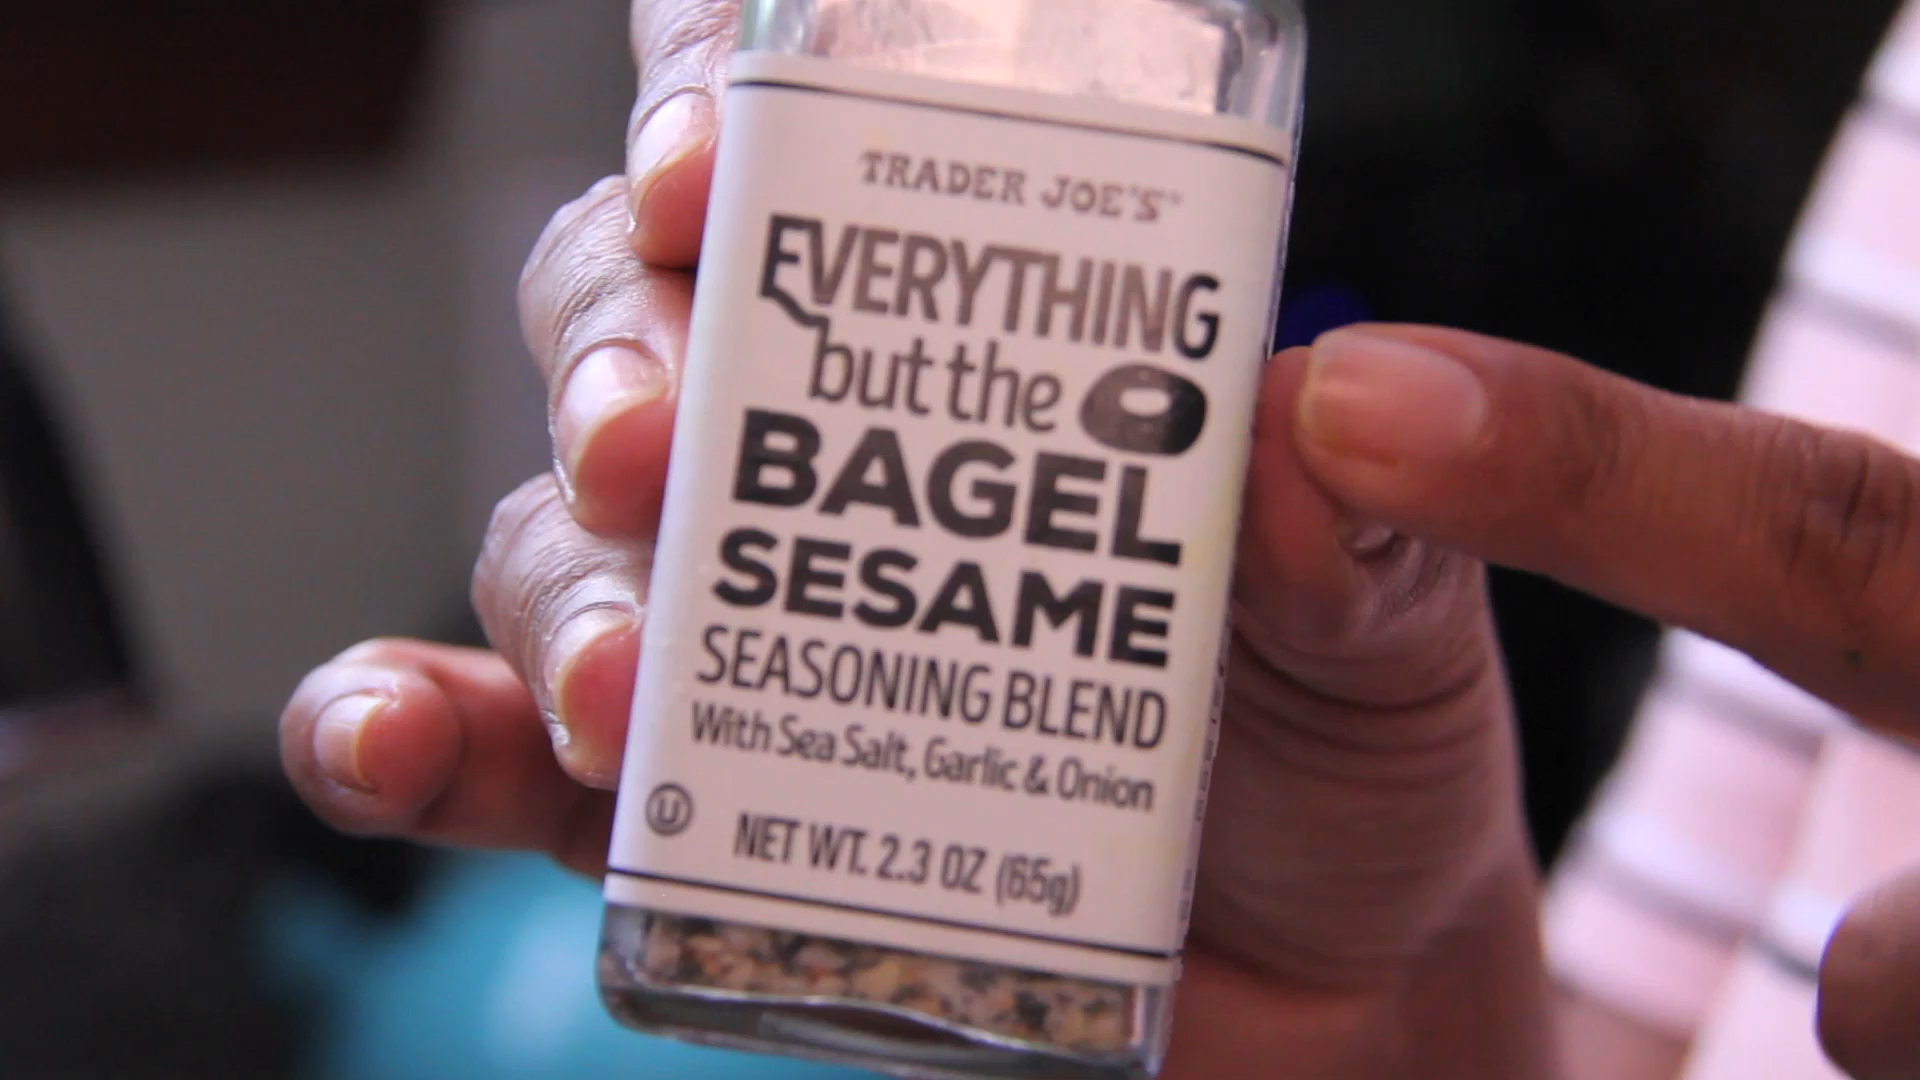 TRADER JOE'S™
EVERYTHING
but the
BAGEL
SESAME
SEASONING BLEND
With Sea Salt, Garlic & Onion
U
NET WT. 2.3 OZ (65g)